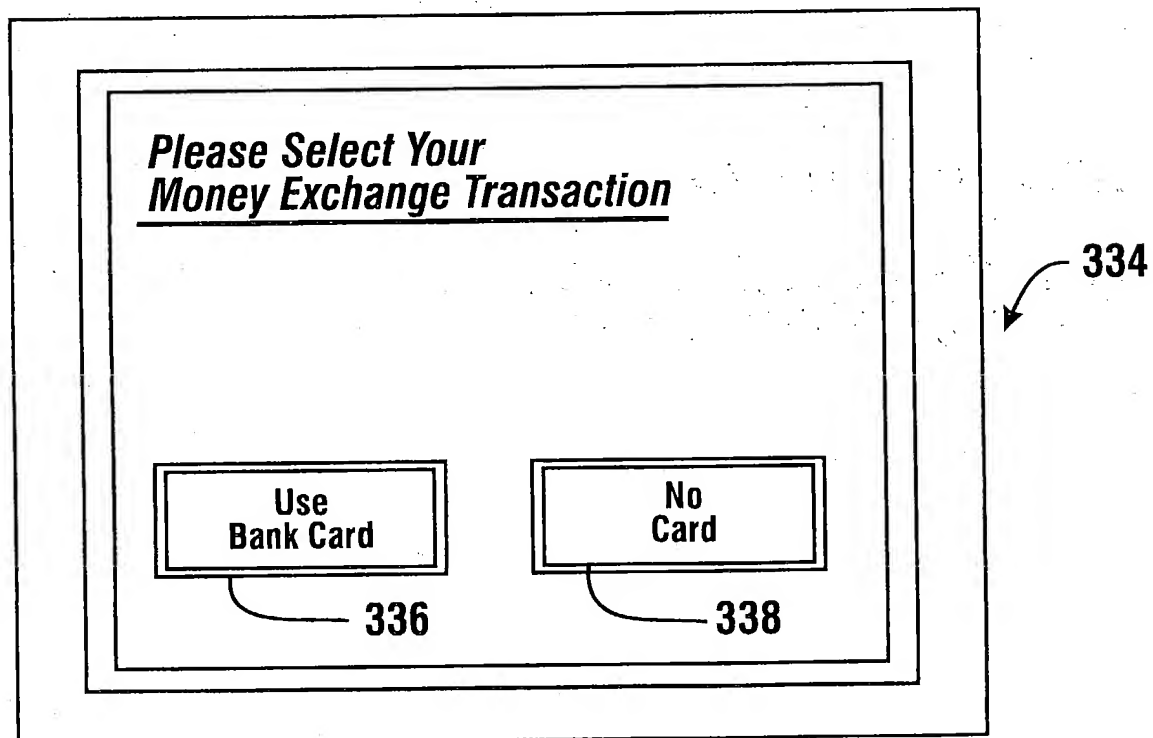 Please Select Your
Money Exchange Transaction
334
Use
Bank Card
No
Card
336
338